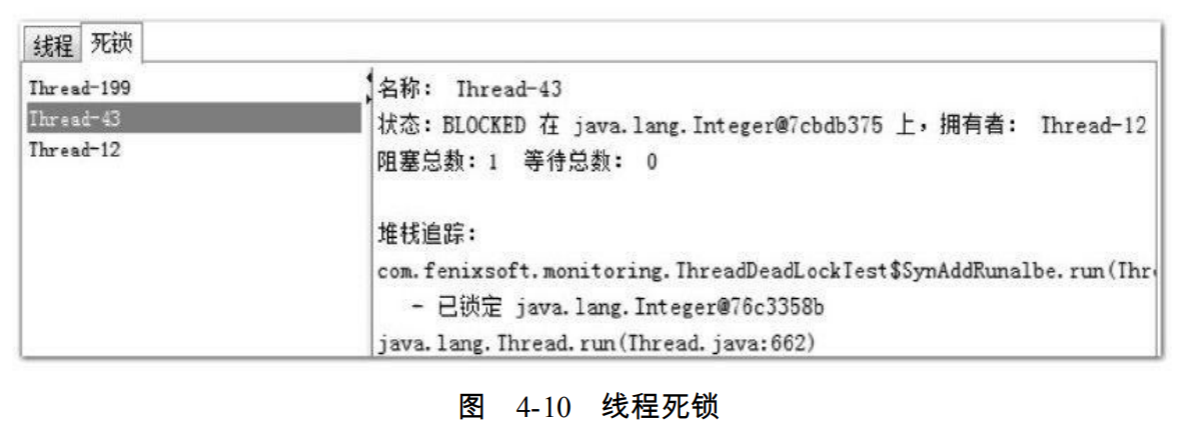 线程 死锁
Thread-199
Thread-43
Thread-12
名称： Thread-43
状态：BLOCKED 在 java.lang.Integer@7cbdb375 上，拥有者： Thread-12
阻塞总数：1 等待总数： 0
堆栈追踪：
com.fenixsoft.monitoring.ThreadDeadLockTest$SynAddRunalbe.run(Thr
- 已锁定 java.lang.Integer@76c3358b
java.lang.Thread.run(Thread.java:662)
图 4-10 线程死锁